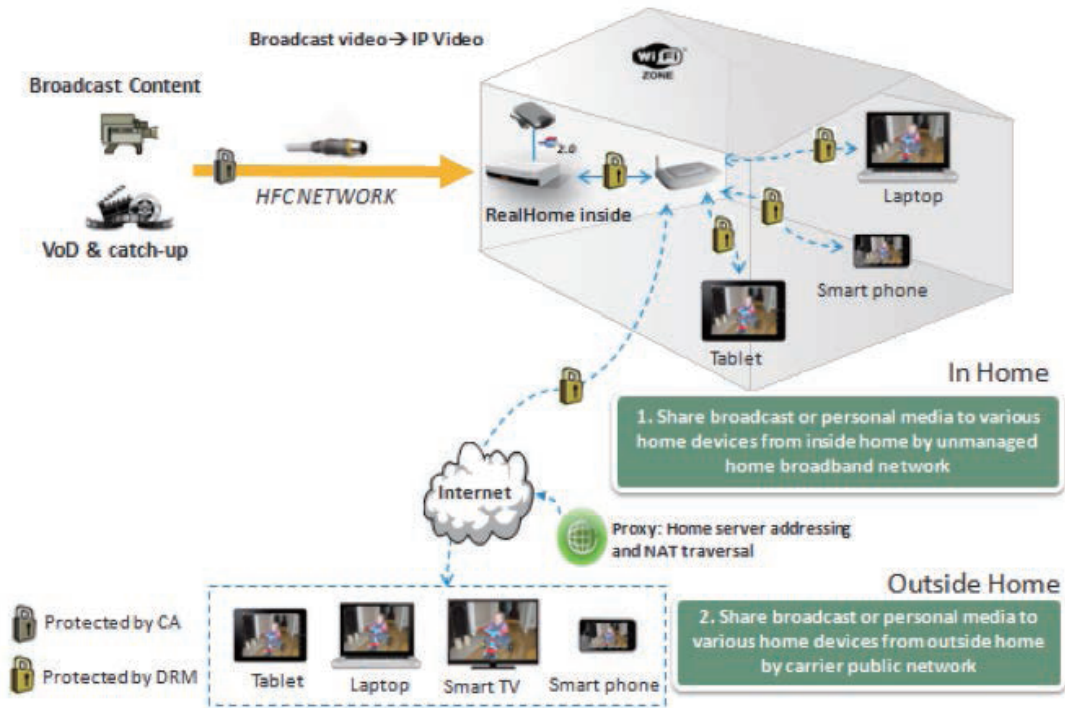 Broadcast video → IP Video
WiFi
ZONE
Broadcast Content
2.0
HFC NETWORK
RealHome inside
VoD & catch-up
Laptop
Smart phone
Tablet
In Home
1. Share broadcast or personal media to various
home devices from inside home by unmanaged
home broadband network
Internet
Proxy: Home server addressing
and NAT traversal
Outside Home
2. Share broadcast or personal media to
various home devices from outside home
by carrier public network
Protected by CA
Protected by DRM
Tablet
Laptop
Smart TV
Smart phone